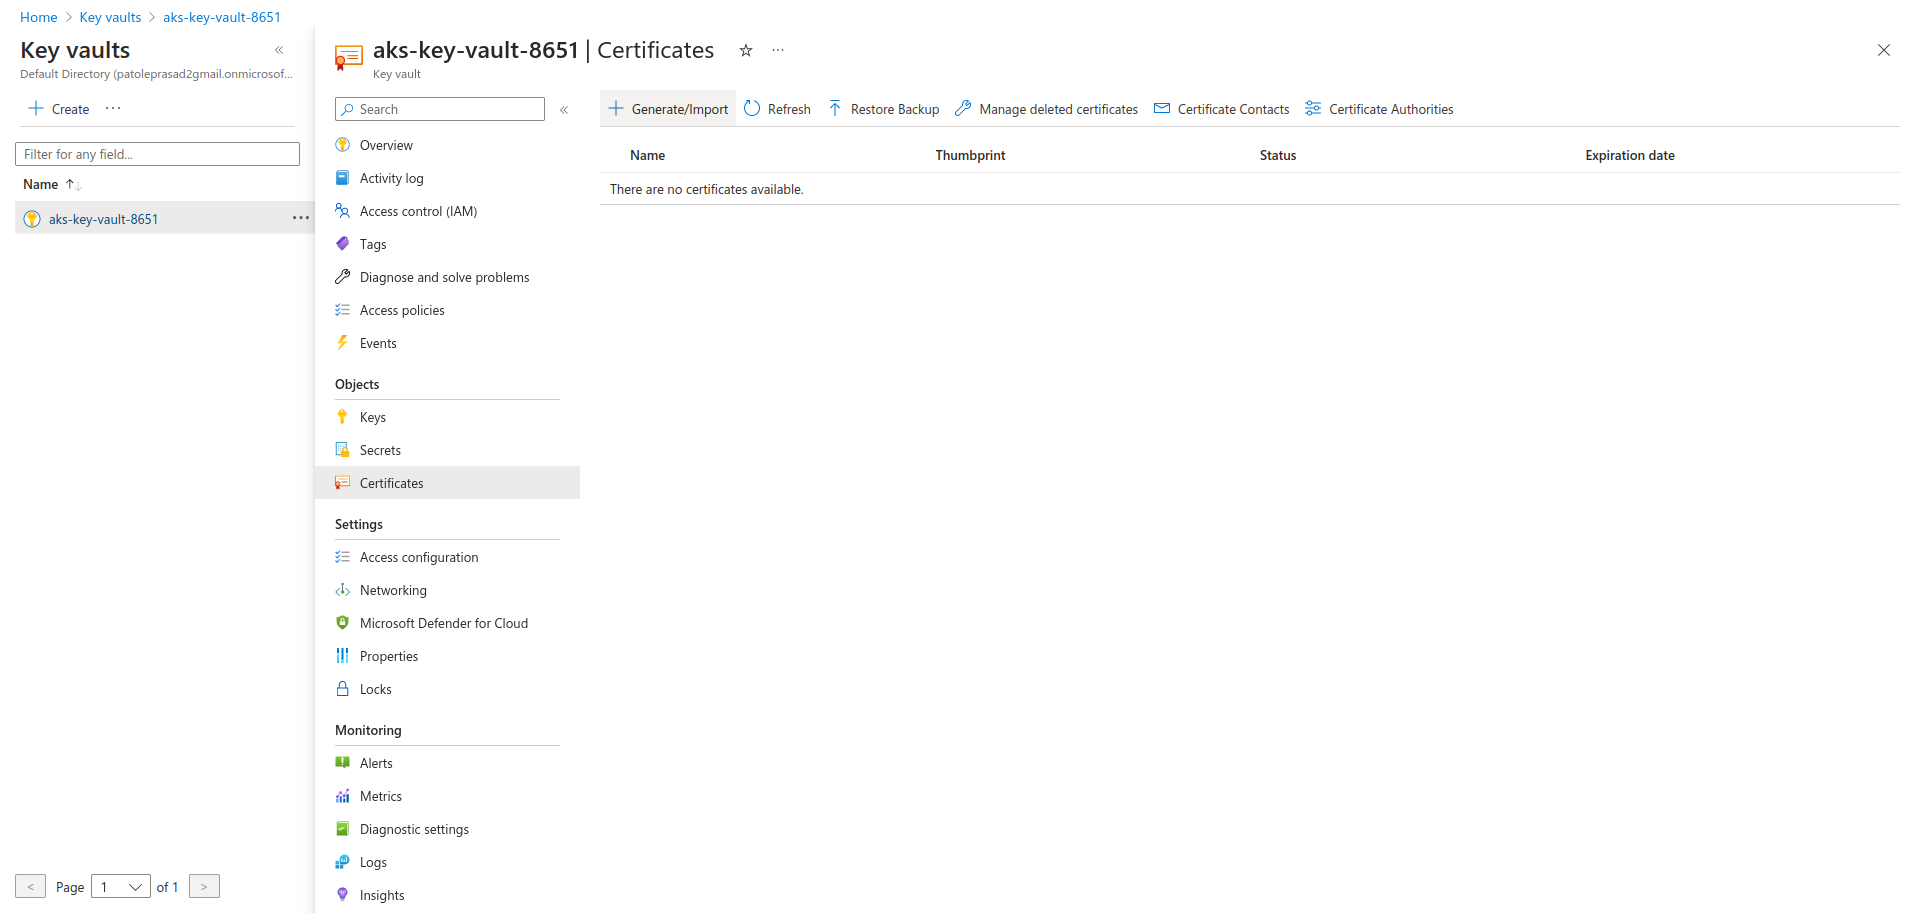 Home > Key vaults > aks-key-vault-8651
Key vaults
Default Directory (patoleprasad2gmail.onmicrosof...
Create ...
Filter for any field...
Name
aks-key-vault-8651
< Page 1 of 1 >
aks-key-vault-8651 | Certificates
Key vault
Search
Overview
Activity log
Access control (IAM)
Tags
Diagnose and solve problems
Access policies
Events
Objects
Keys
Secrets
Certificates
Settings
Access configuration
Networking
Microsoft Defender for Cloud
Properties
Locks
Monitoring
Alerts
Metrics
Diagnostic settings
Logs
Insights
Generate/Import Refresh Restore Backup Manage deleted certificates Certificate Contacts Certificate Authorities
Name Thumbprint Status Expiration date
There are no certificates available.